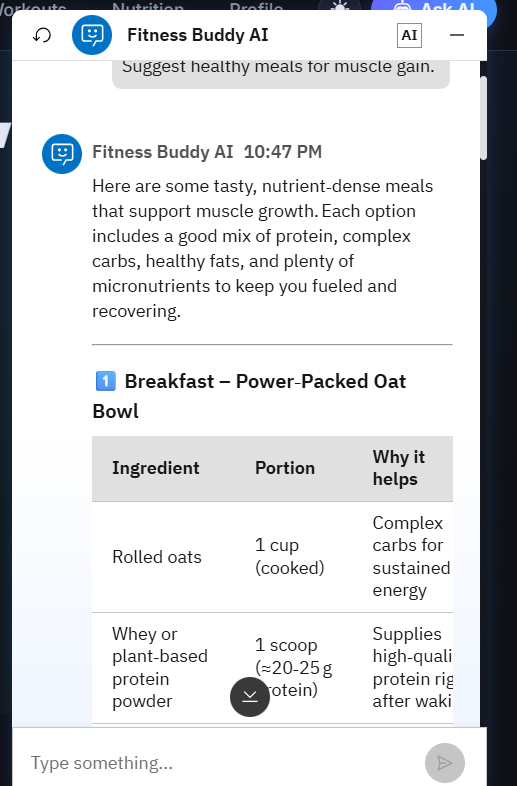 Workouts Nutrition Profile Ask AI
Fitness Buddy AI AI
Suggest healthy meals for muscle gain.
Fitness Buddy AI 10:47 PM
Here are some tasty, nutrient-dense meals
that support muscle growth. Each option
includes a good mix of protein, complex
carbs, healthy fats, and plenty of
micronutrients to keep you fueled and
recovering.
1 Breakfast – Power-Packed Oat
Bowl
Ingredient Portion Why it
helps
Rolled oats
1 cup
(cooked)
Complex
carbs for
sustained
energy
Whey or
plant-based
protein
powder
1 scoop
(≈20-25 g
rotein)
Supplies
high-quali
protein rig
after waki
Type something...